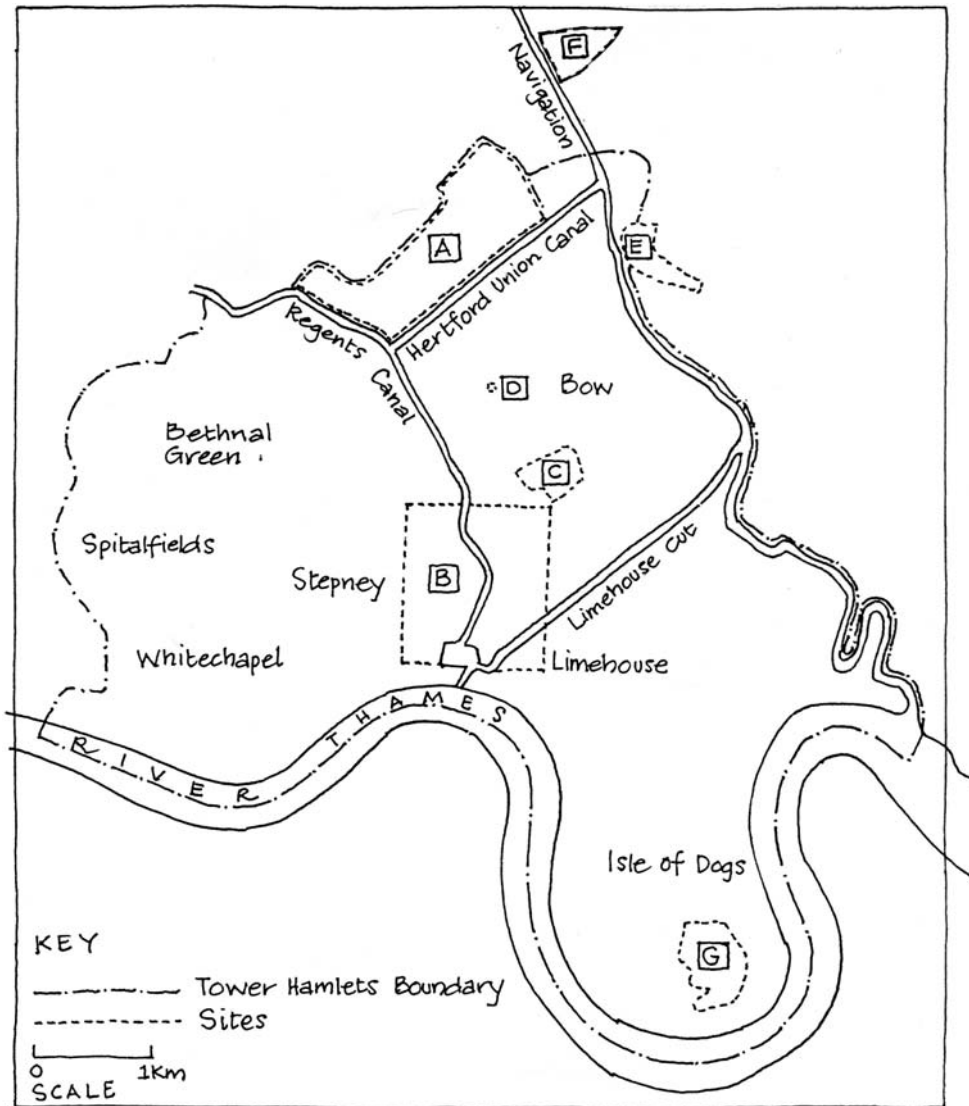 F
Navigation
A
E
Hertford Union Canal
Regents
Canal
D
Bow
Bethnal
Green
C
Spitalfields
Stepney
B
Limehouse Cut
Whitechapel
Limehouse
RIVER THAMES
Isle of Dogs
G
KEY
Tower Hamlets Boundary
Sites
0 1Km
SCALE